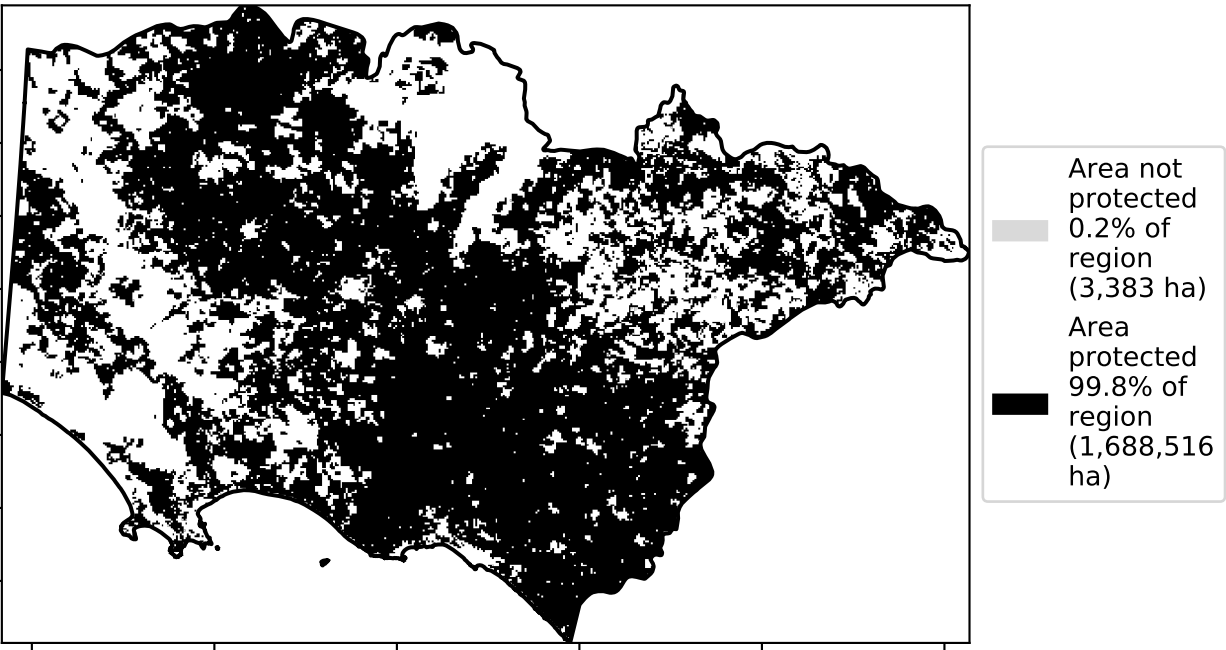 Area not
protected
0.2% of
region
(3,383 ha)
Area
protected
99.8% of
region
(1,688,516
ha)